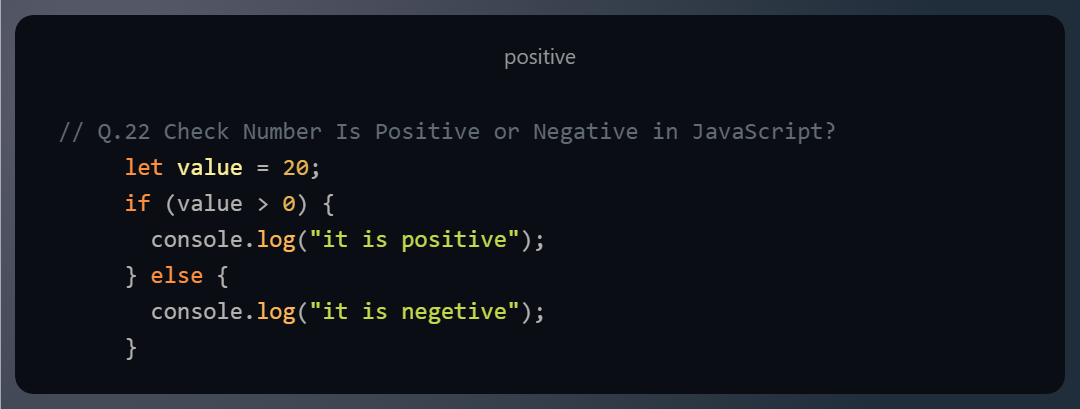 positive
// Q.22 Check Number Is Positive or Negative in JavaScript?
let value = 20;
if (value > 0) {
console.log("it is positive");
} else {
console.log("it is negetive");
}